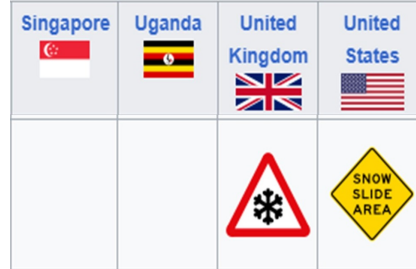 Singapore
Uganda
United
Kingdom
United
States
SNOW
SLIDE
AREA